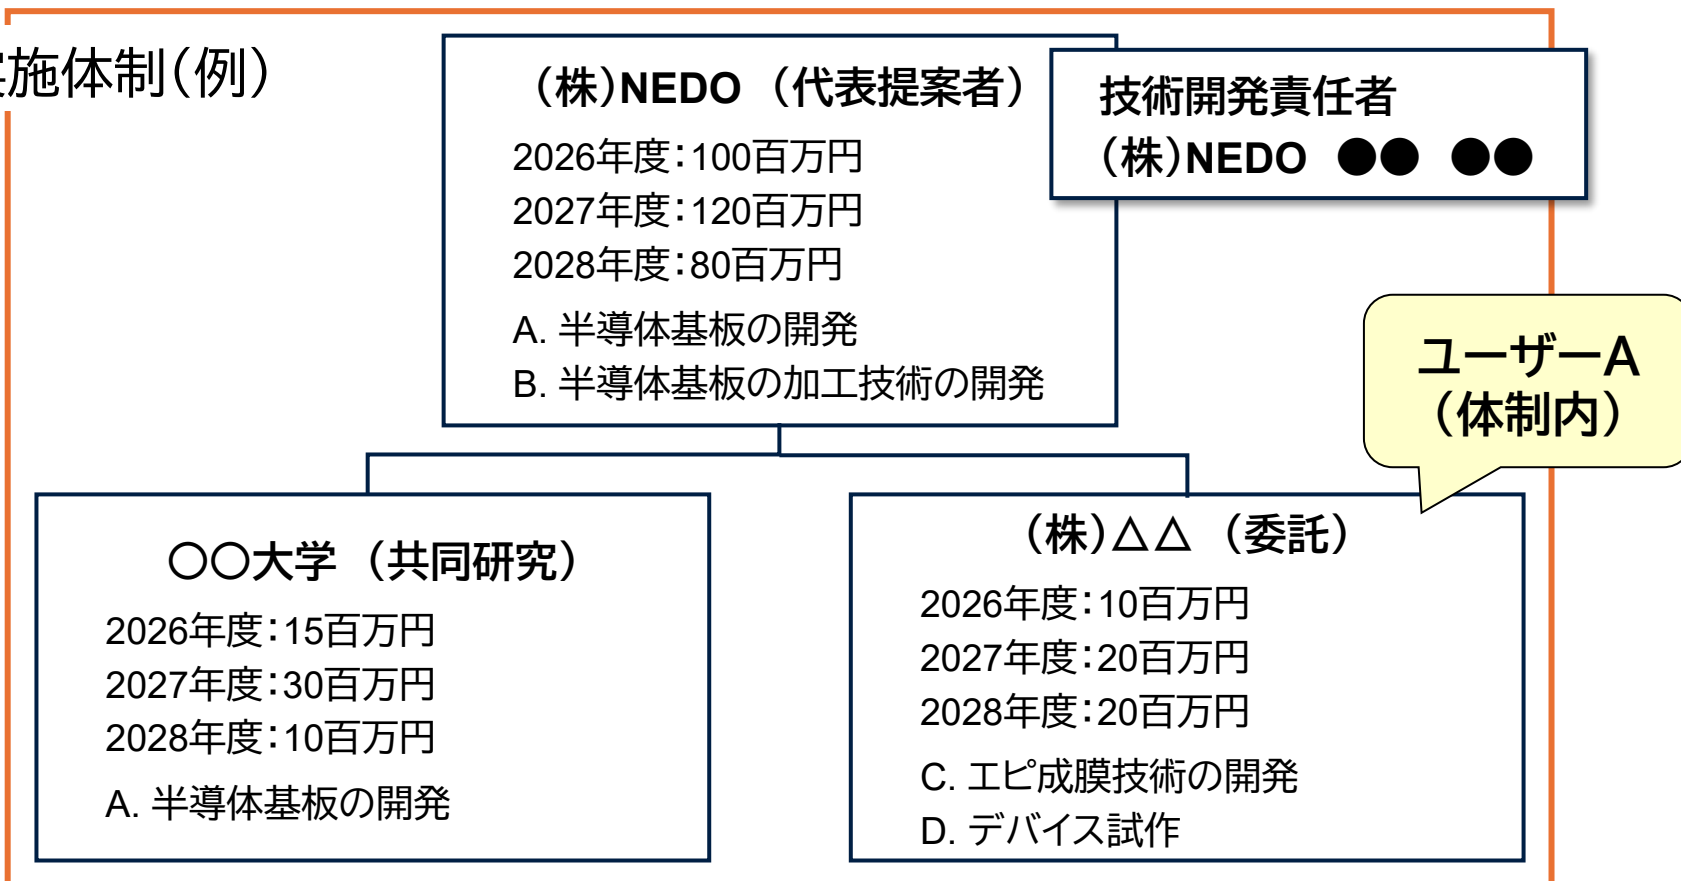 施体制（例）
（株）NEDO （代表提案者）
2026年度：100百万円
2027年度：120百万円
2028年度：80百万円
A. 半導体基板の開発
B. 半導体基板の加工技術の開発
技術開発責任者
（株）NEDO ●● ●●
ユーザーA
（体制内）
〇〇大学 （共同研究）
2026年度：15百万円
2027年度：30百万円
2028年度：10百万円
A. 半導体基板の開発
（株）△△ （委託）
2026年度：10百万円
2027年度：20百万円
2028年度：20百万円
C. エピ成膜技術の開発
D. デバイス試作